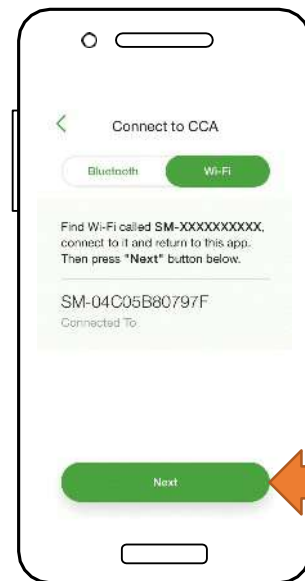 Connect to CCA
Bluetooth
Wi-Fi
Find Wi-Fi called SM-XXXXXXXXXX,
connect to it and return to this app.
Then press "Next" button below.
SM-04C05B80797F
Connected To
Next